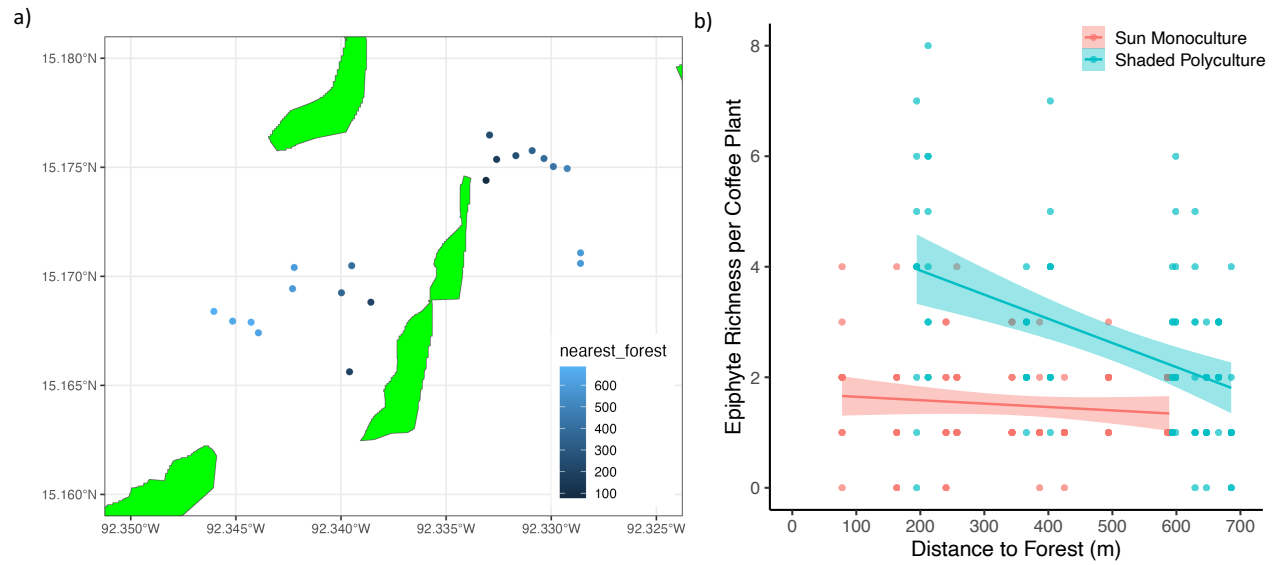 a)
15.180°N
15.175°N
15.170°N
15.165°N
15.160°N
92.350°W
92.345°W
92.340°W
92.335°W
92.330°W
92.325°W
nearest_forest
600
500
400
300
200
100
b)
Epiphyte Richness per Coffee Plant
8
6
4
2
0
0
100
200
300
400
500
600
700
Distance to Forest (m)
Sun Monoculture
Shaded Polyculture